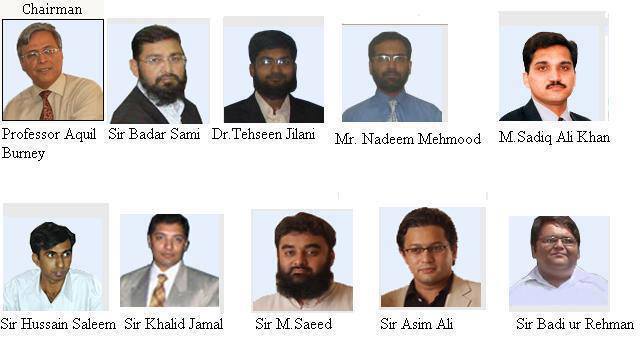 Chairman
Professor Aquil
Burney
Sir Badar Sami
Dr.Tehseen Jilani
Mr. Nadeem Mehmood
M.Sadiq Ali Khan
Sir Hussain Saleem
Sir Khalid Jamal
Sir M.Saeed
Sir Asim Ali
Sir Badi ur Rehman